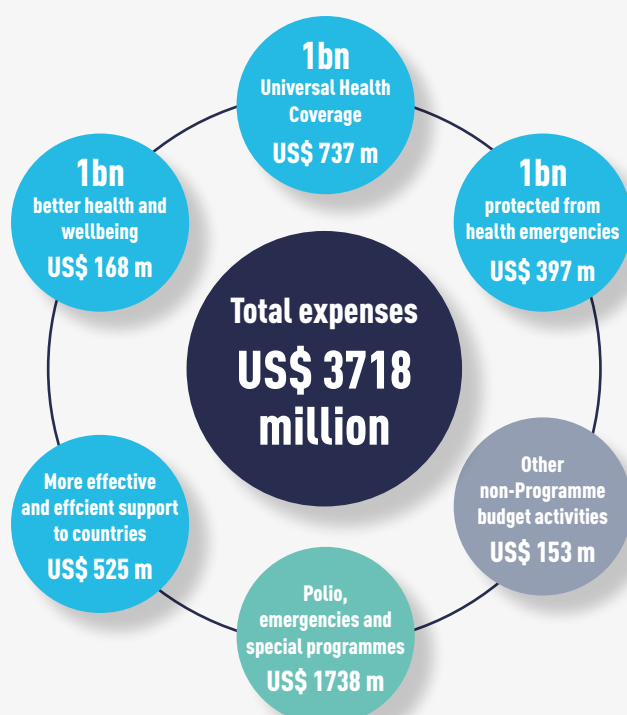 1bn
Universal Health
Coverage
US$ 737 m
1bn
better health and
wellbeing
US$ 168 m
1bn
protected from
health emergencies
US$ 397 m
Total expenses
US$ 3718
million
More effective
and effcient support
to countries
US$ 525 m
Other
non-Programme
budget activities
US$ 153 m
Polio,
emergencies and
special programmes
US$ 1738 m